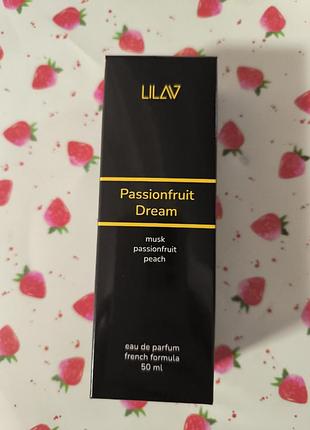 LILAV
Passionfruit
Dream
musk
passionfruit
peach
eau de parfum
french formula
50 ml